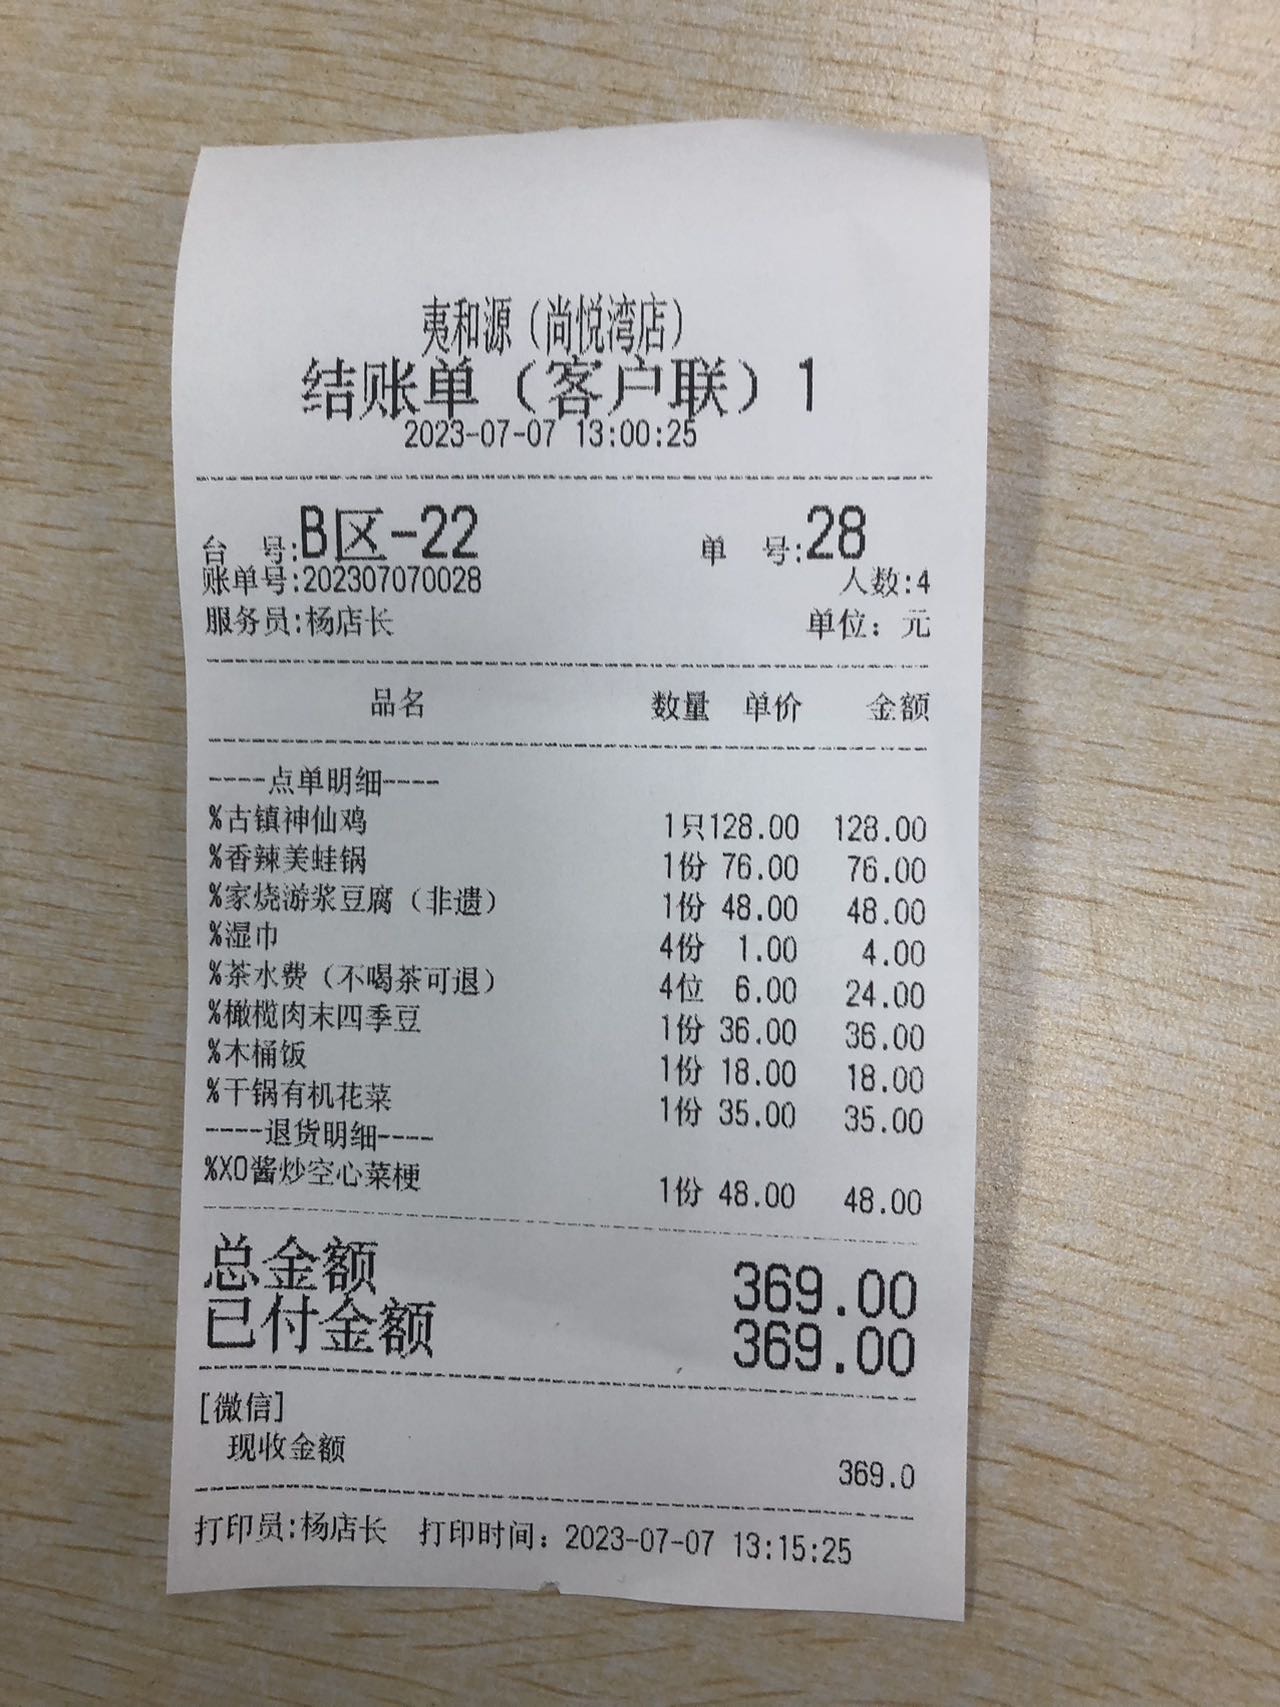 夷和源（尚悦湾店）
结账单（客户联）1
2023-07-07 13:00:25
台　号:B区-22 单　号:28
账单号:202307070028 人数:4
服务员:杨店长 单位：元
品名 数量 单价 金额
----点单明细----
%古镇神仙鸡 1只128.00 128.00
%香辣美蛙锅 1份 76.00 76.00
%家烧游浆豆腐（非遗） 1份 48.00 48.00
%湿巾 4份 1.00 4.00
%茶水费（不喝茶可退） 4位 6.00 24.00
%橄榄肉末四季豆 1份 36.00 36.00
%木桶饭 1份 18.00 18.00
%干锅有机花菜 1份 35.00 35.00
----退货明细----
%XO酱炒空心菜梗 1份 48.00 48.00
总金额 369.00
已付金额 369.00
[微信]
现收金额 369.0
打印员:杨店长 打印时间：2023-07-07 13:15:25